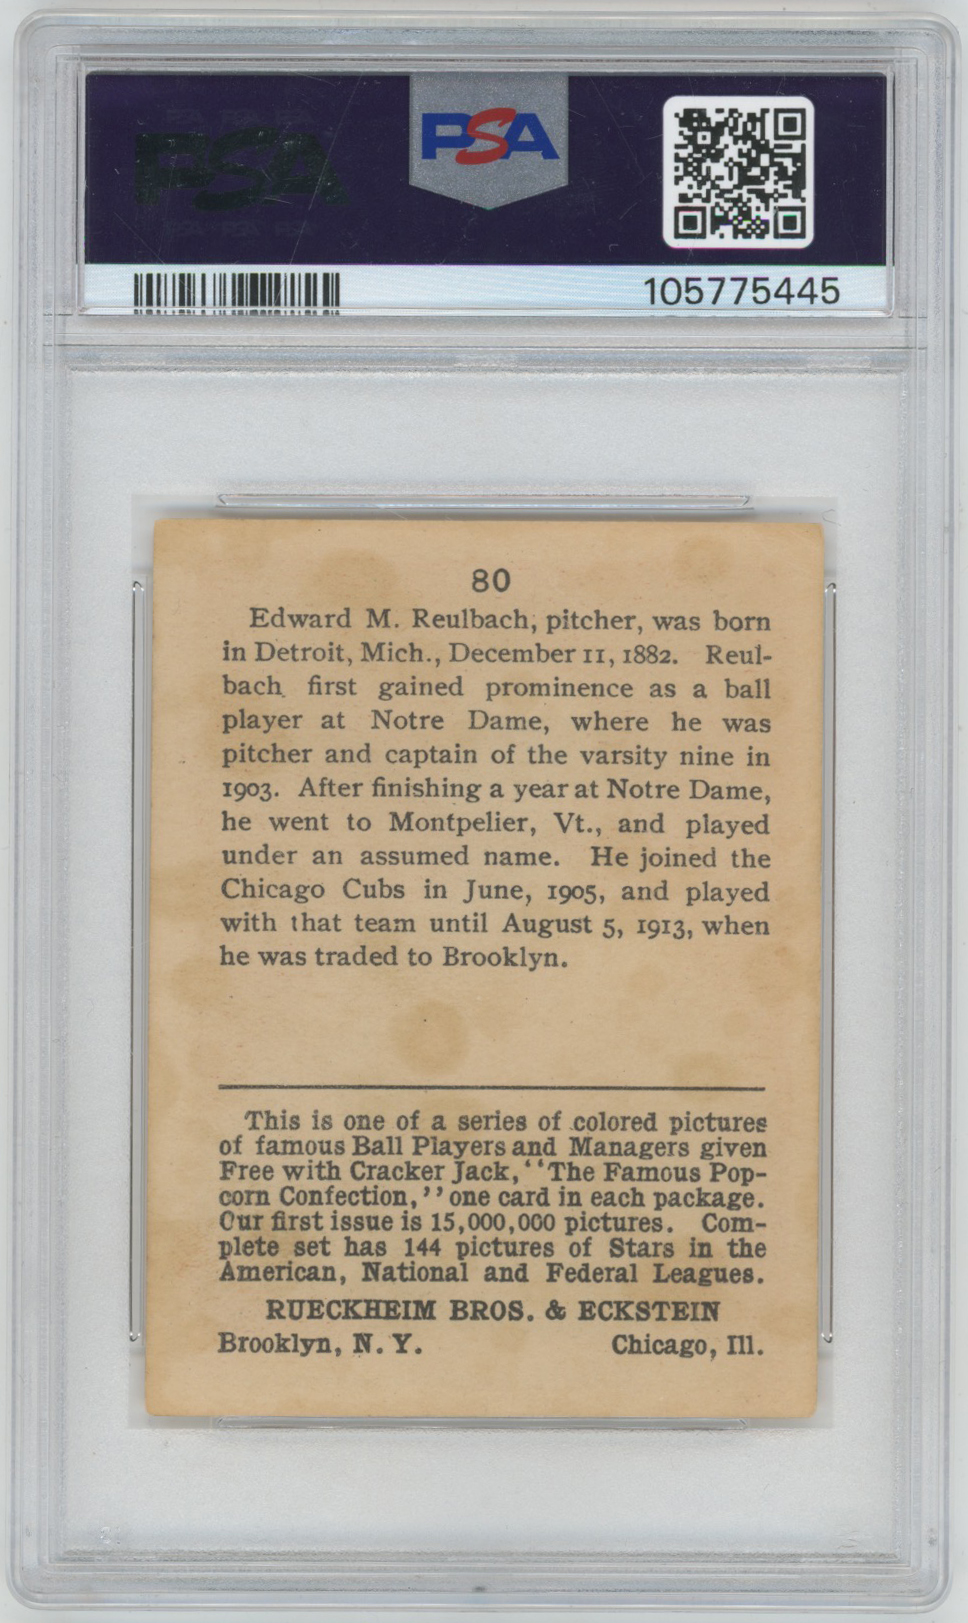 PSA
PSA
105775445
80
Edward M. Reulbach, pitcher, was born
in Detroit, Mich., December 11, 1882. Reul-
bach first gained prominence as a ball
player at Notre Dame, where he was
pitcher and captain of the varsity nine in
1903. After finishing a year at Notre Dame,
he went to Montpelier, Vt., and played
under an assumed name. He joined the
Chicago Cubs in June, 1905, and played
with that team until August 5, 1913, when
he was traded to Brooklyn.
This is one of a series of colored pictures
of famous Ball Players and Managers given
Free with Cracker Jack, "The Famous Pop-
corn Confection," one card in each package.
Our first issue is 15,000,000 pictures. Com-
plete set has 144 pictures of Stars in the
American, National and Federal Leagues.
RUECKHEIM BROS. & ECKSTEIN
Brooklyn, N. Y. Chicago, Ill.